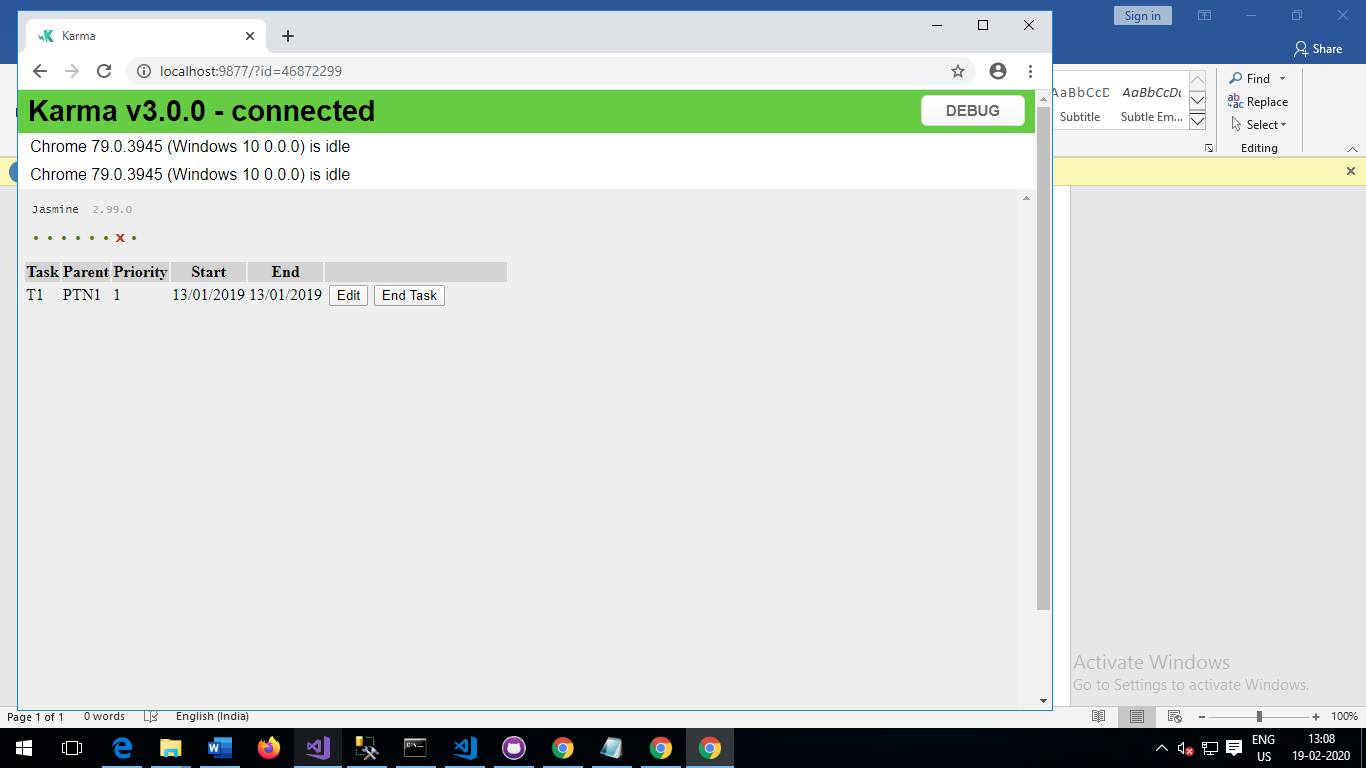 Sign in
Share
Karma
localhost:9877/?id=46872299
Karma v3.0.0 - connected
DEBUG
Chrome 79.0.3945 (Windows 10 0.0.0) is idle
Chrome 79.0.3945 (Windows 10 0.0.0) is idle
Jasmine 2.99.0
• • • • • • x •
Task Parent Priority Start End
T1 PTN1 1 13/01/2019 13/01/2019 Edit End Task
AaBbCcD AaBbCcDc
Subtitle Subtle Em...
Find
Replace
Select
Editing
Activate Windows
Go to Settings to activate Windows.
Page 1 of 1 0 words English (India) 100%
ENG 13:08
US 19-02-2020